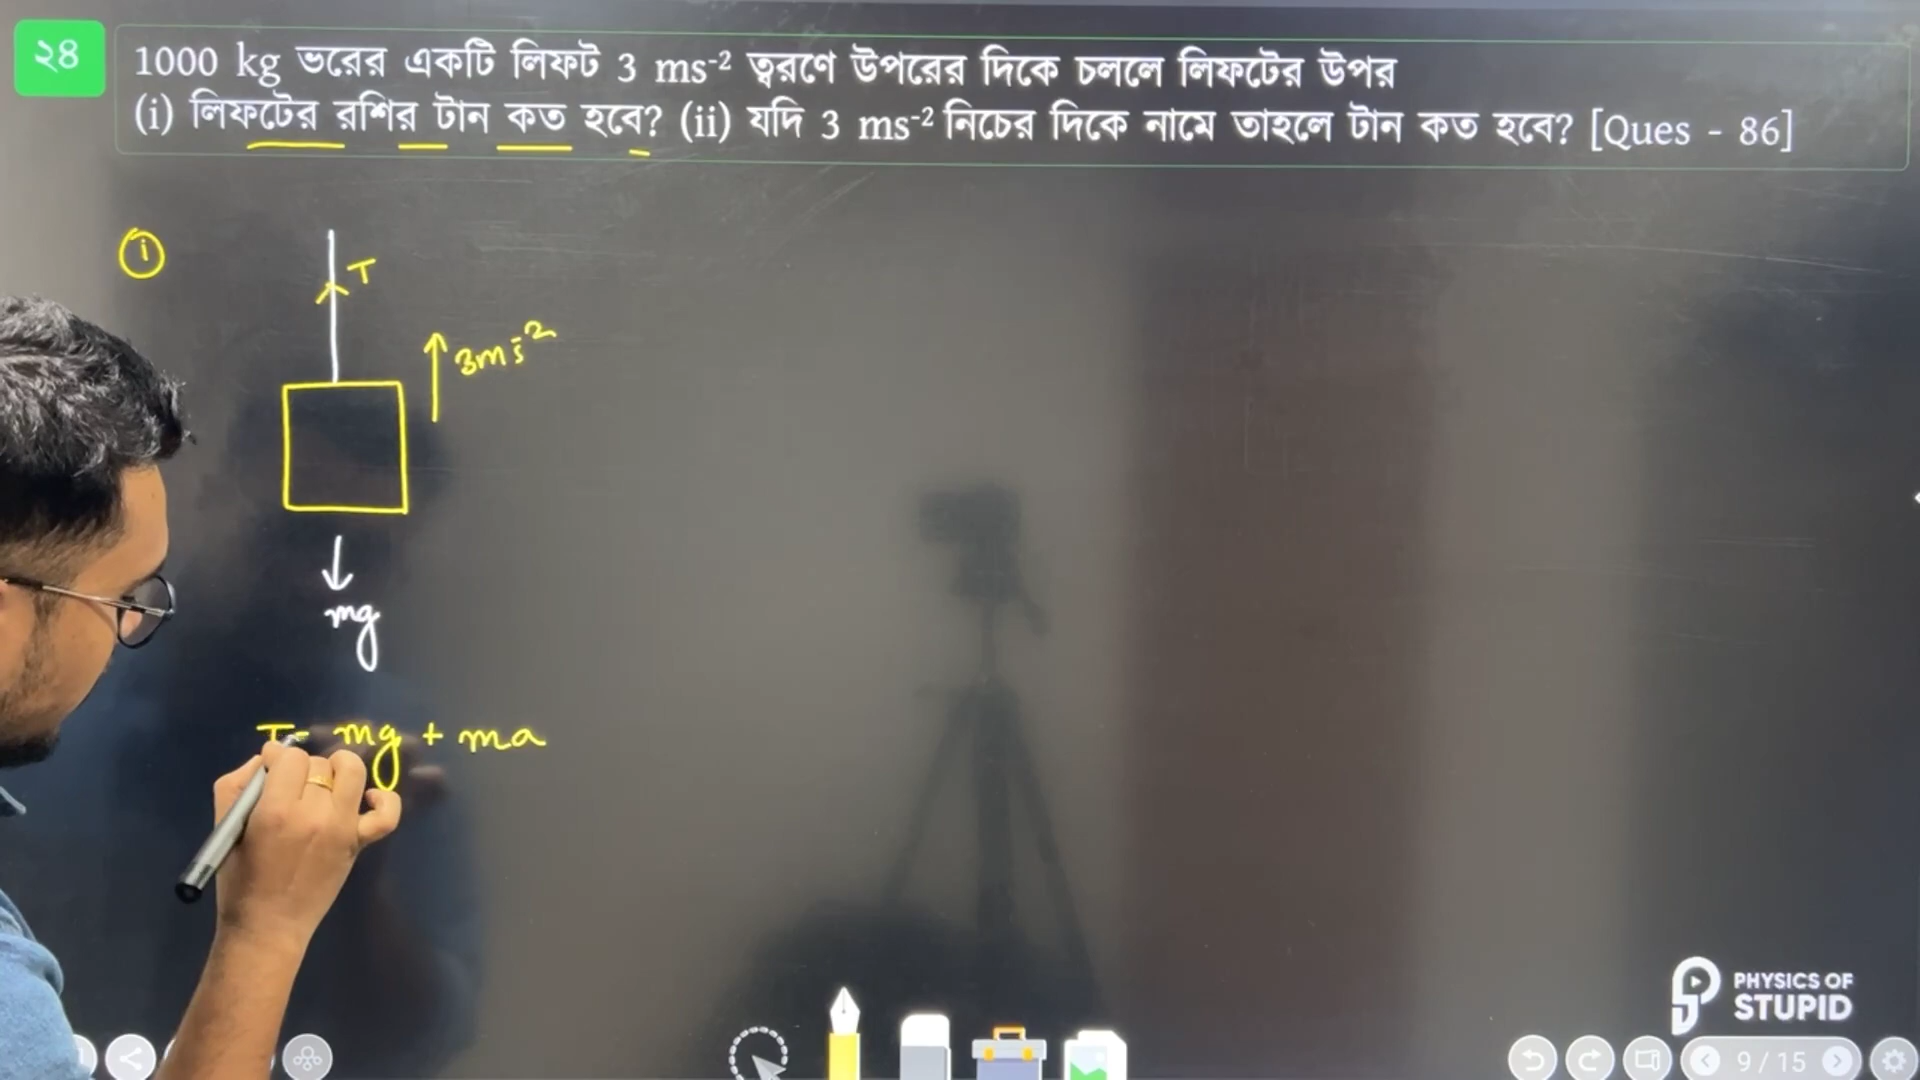 ২৪
1000 kg ভরের একটি লিফট 3 ms⁻² ত্বরণে উপরের দিকে চললে লিফটের উপর
(i) লিফটের রশির টান কত হবে? (ii) যদি 3 ms⁻² নিচের দিকে নামে তাহলে টান কত হবে? [Ques - 86]
i
T
3ms⁻²
mg
T= mg + ma
PHYSICS OF
STUPID
9 / 15